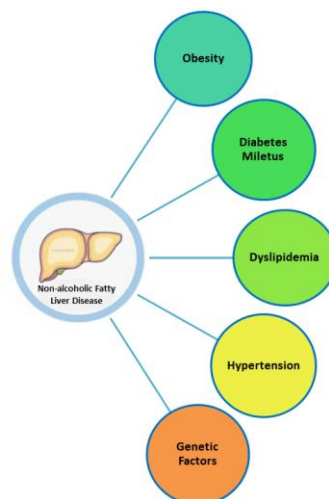 Obesity
Diabetes
Miletus
Dyslipidemia
Non-alcoholic Fatty
Liver Disease
Hypertension
Genetic
Factors